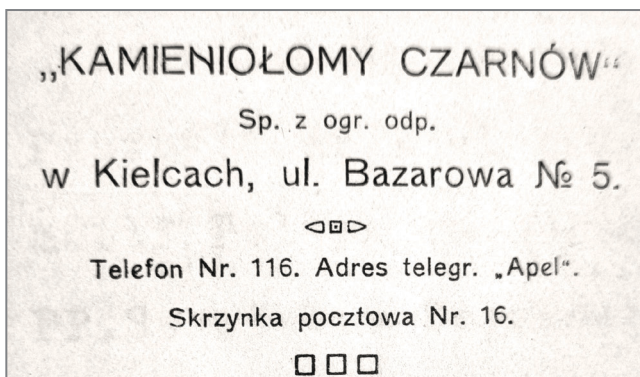 „KAMIENIOŁOMY CZARNÓW“
Sp. z ogr. odp.
w Kielcach, ul. Bazarowa № 5.
Telefon Nr. 116. Adres telegr. „Apel“.
Skrzynka pocztowa Nr. 16.